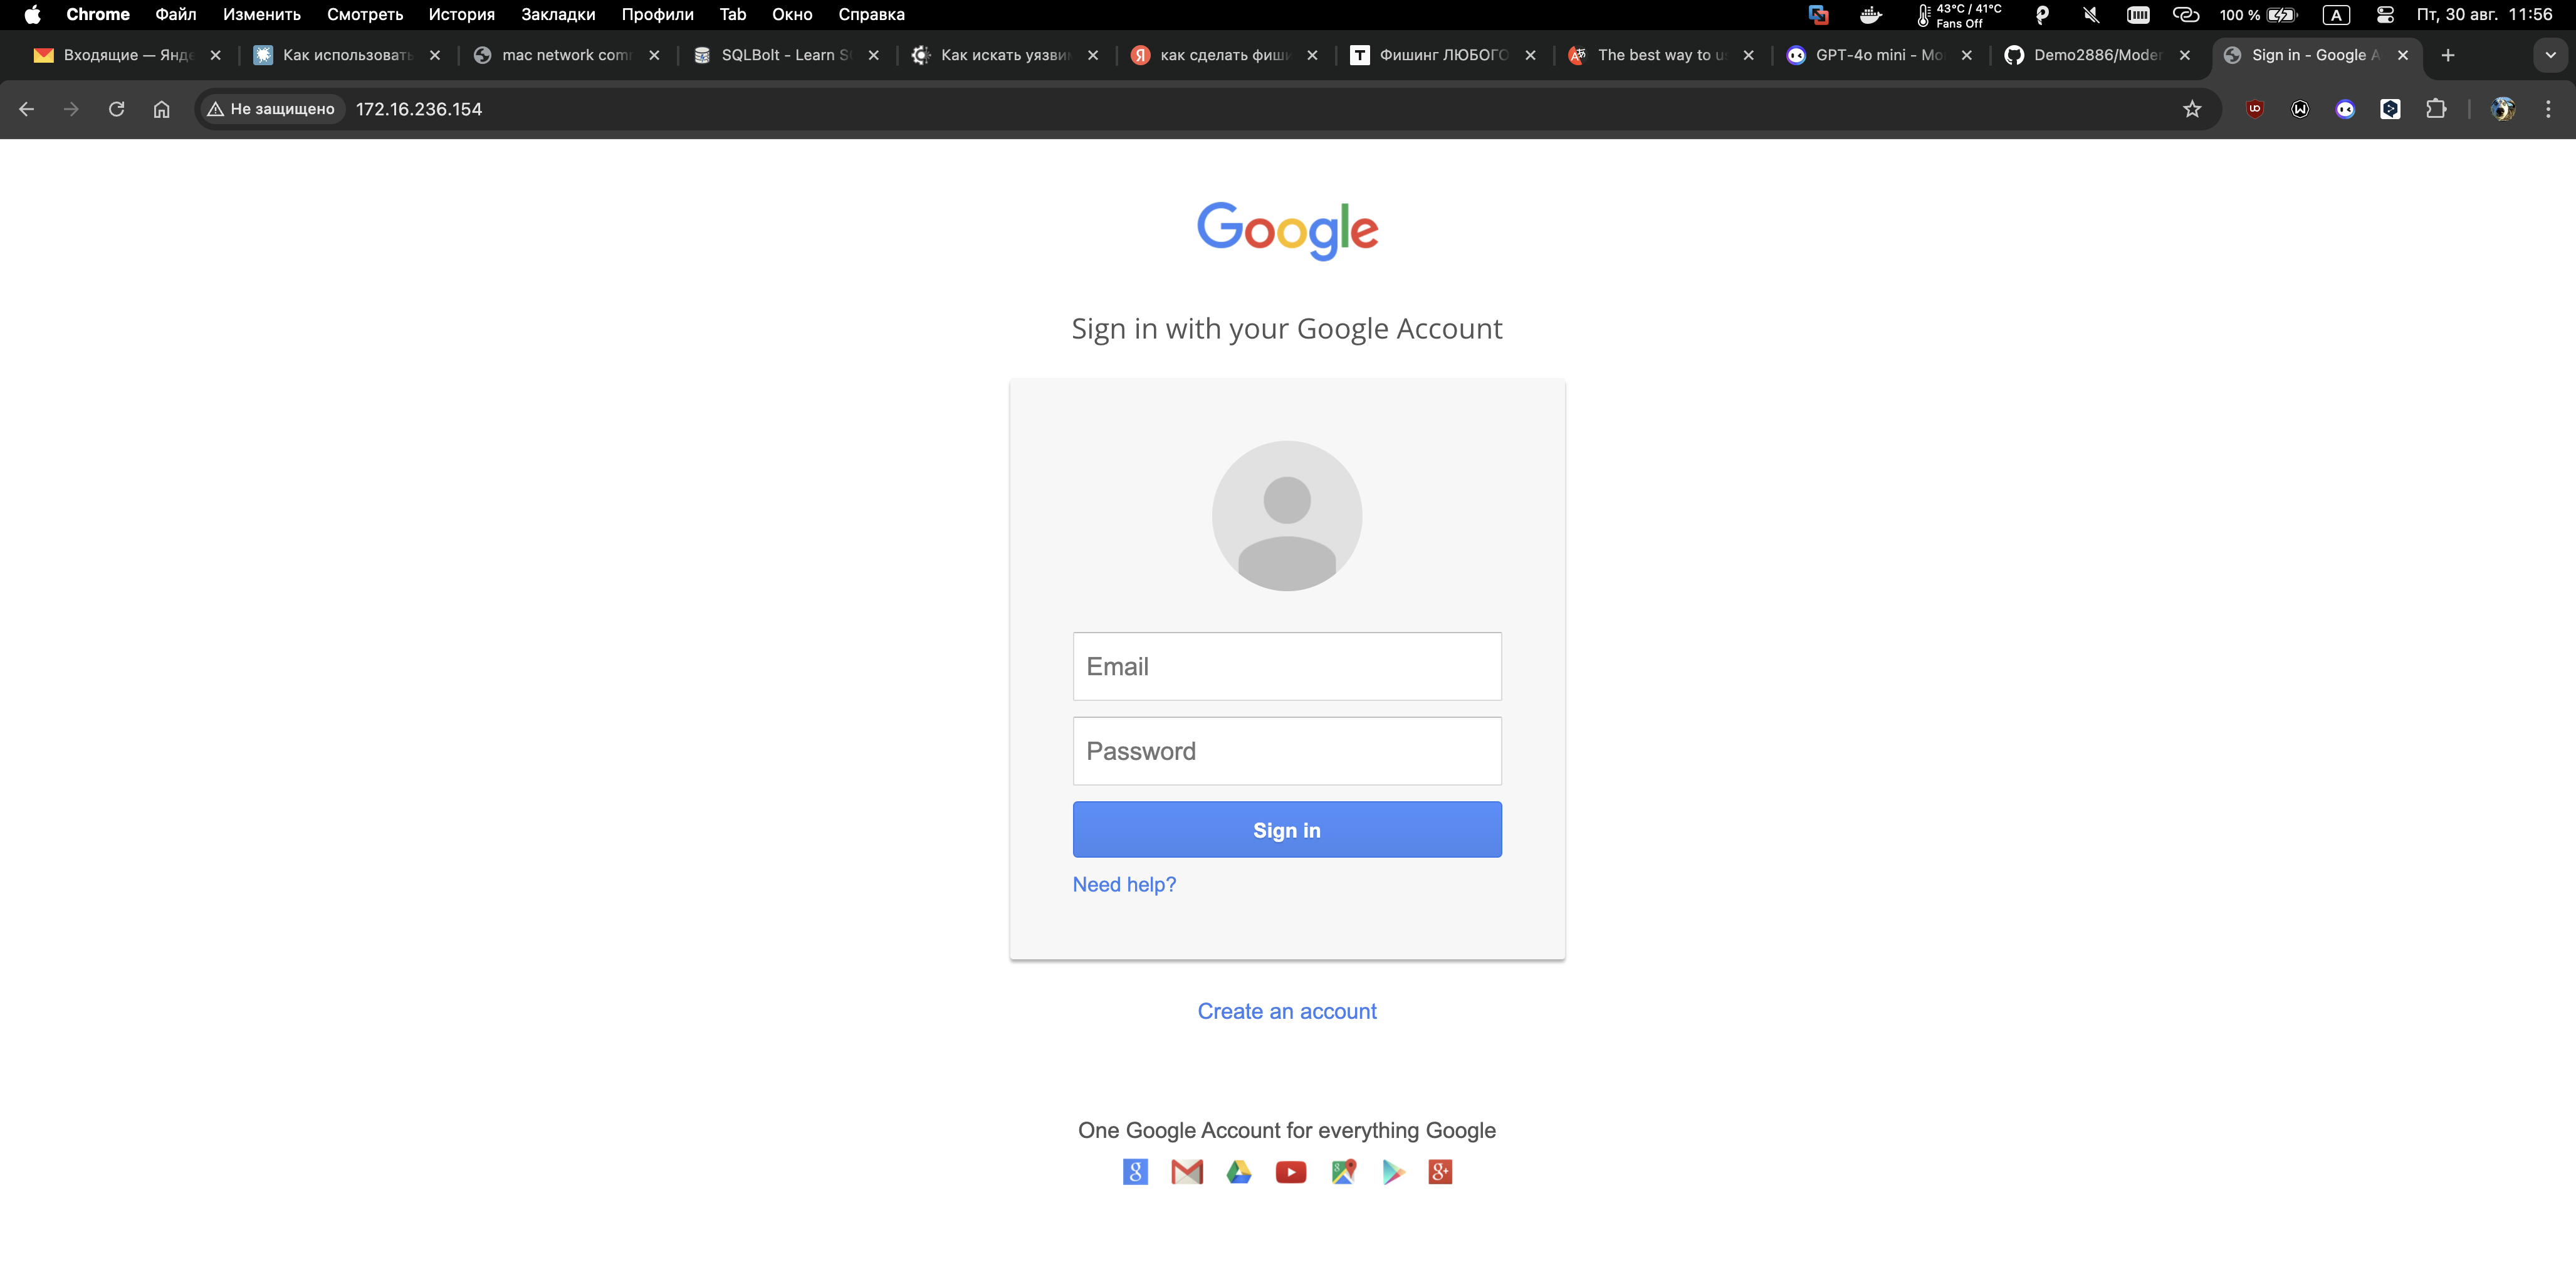 Chrome Файл Изменить Смотреть История Закладки Профили Tab Окно Справка 43°C / 41°C Fans Off 100 % A Пт, 30 авг. 11:56
Входящие — Янде Как использовать mac network com SQLBolt - Learn S Как искать уязви как сделать фиши Фишинг ЛЮБОГО The best way to u GPT-4o mini - Mo Demo2886/Moder Sign in - Google A
Не защищено 172.16.236.154
Google
Sign in with your Google Account
Email
Password
Sign in
Need help?
Create an account
One Google Account for everything Google